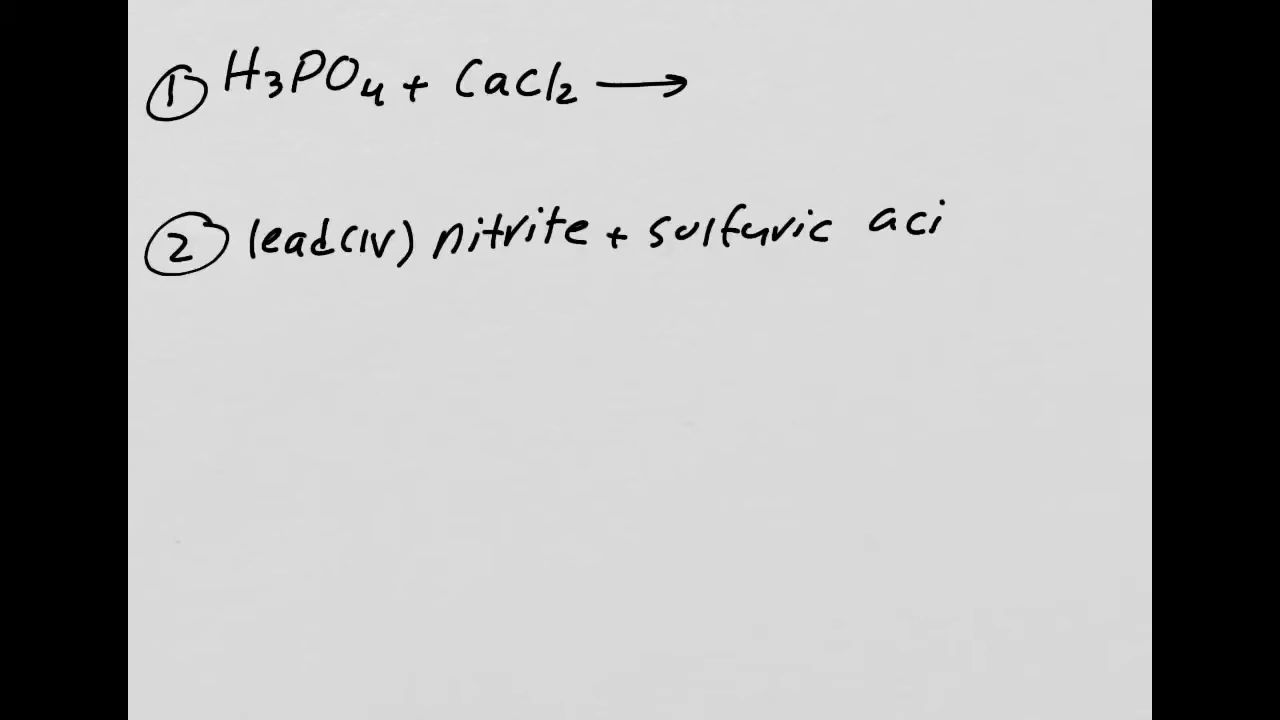 ① H₃PO₄ + CaCl₂ ⟶
② lead(IV) nitrite + sulfuric aci